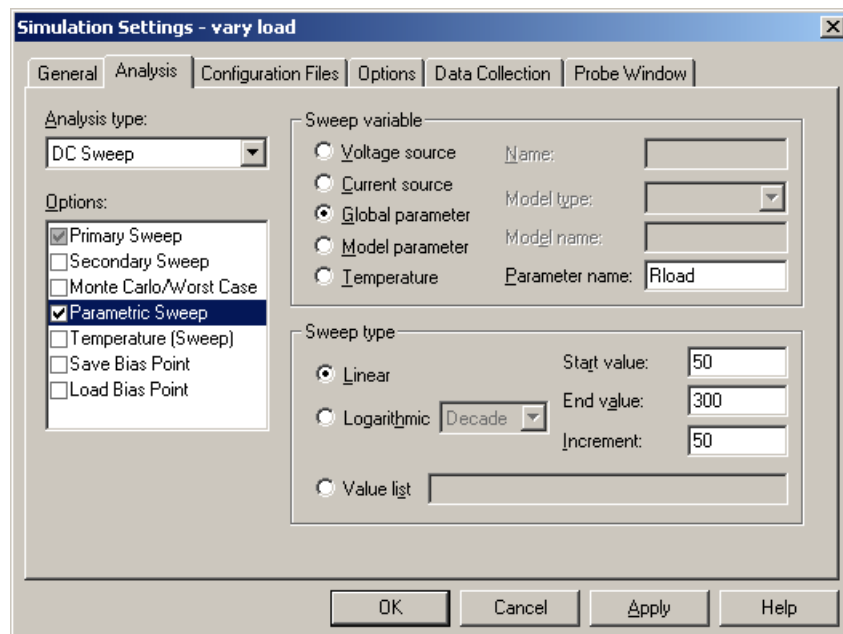 Simulation Settings - vary load
General
Analysis
Configuration Files
Options
Data Collection
Probe Window
Analysis type:
DC Sweep
Options:
Primary Sweep
Secondary Sweep
Monte Carlo/Worst Case
Parametric Sweep
Temperature (Sweep)
Save Bias Point
Load Bias Point
Sweep variable
Voltage source
Current source
Global parameter
Model parameter
Temperature
Name:
Model type:
Model name:
Parameter name:
Rload
Sweep type
Linear
Logarithmic
Decade
Value list
Start value:
50
End value:
300
Increment:
50
OK
Cancel
Apply
Help